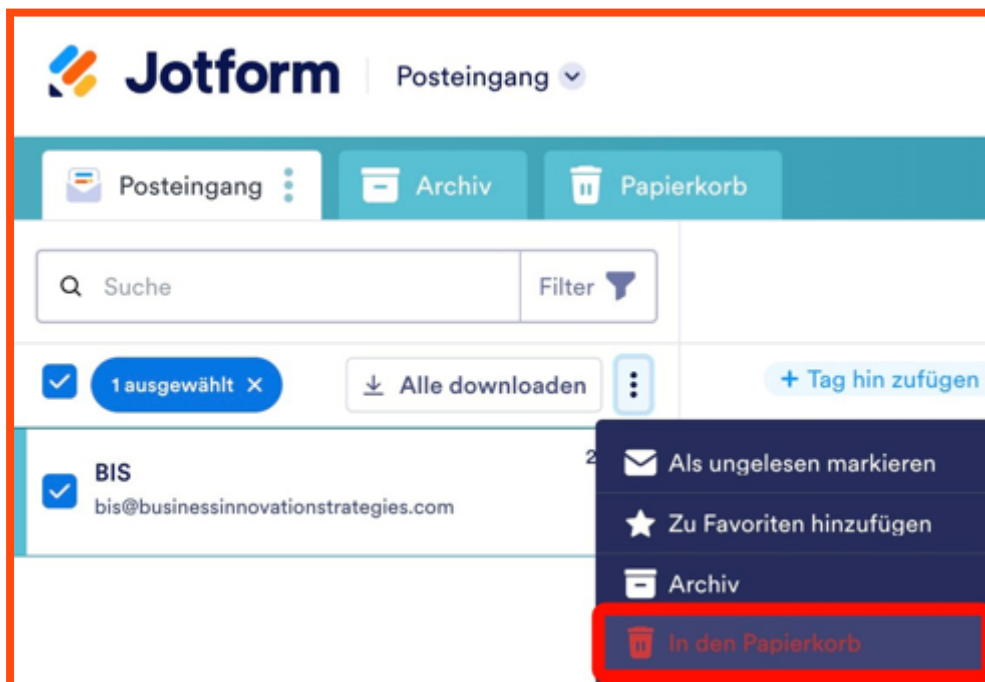 Jotform Posteingang
Posteingang Archiv Papierkorb
Suche Filter
1 ausgewählt × Alle downloaden + Tag hin zufügen
BIS 2
bis@businessinnovationstrategies.com
Als ungelesen markieren
Zu Favoriten hinzufügen
Archiv
In den Papierkorb